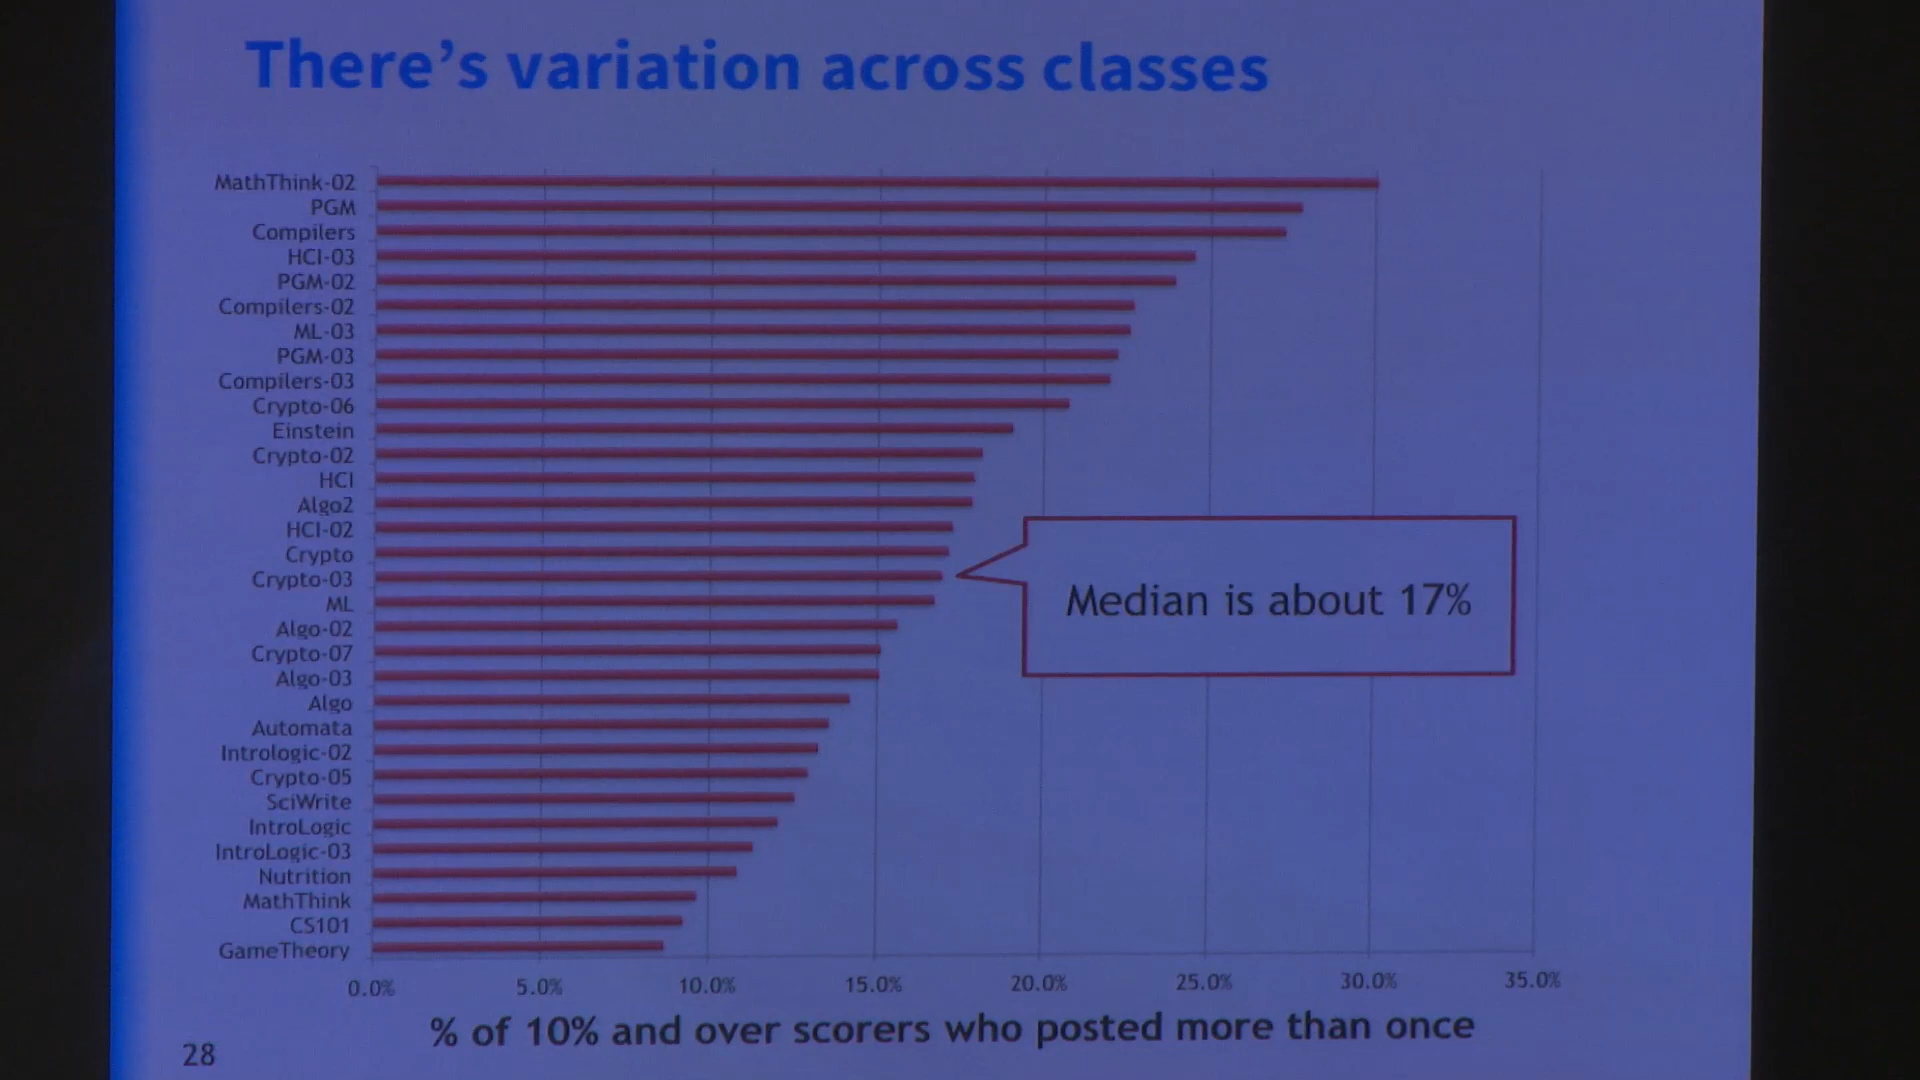 There's variation across classes
MathThink-02
PGM
Compilers
HCI-03
PGM-02
Compilers-02
ML-03
PGM-03
Compilers-03
Crypto-06
Einstein
Crypto-02
HCI
Algo2
HCI-02
Crypto
Crypto-03
ML
Algo-02
Crypto-07
Algo-03
Algo
Automata
Intrologic-02
Crypto-05
SciWrite
IntroLogic
IntroLogic-03
Nutrition
MathThink
CS101
GameTheory
Median is about 17%
0.0% 5.0% 10.0% 15.0% 20.0% 25.0% 30.0% 35.0%
% of 10% and over scorers who posted more than once
28